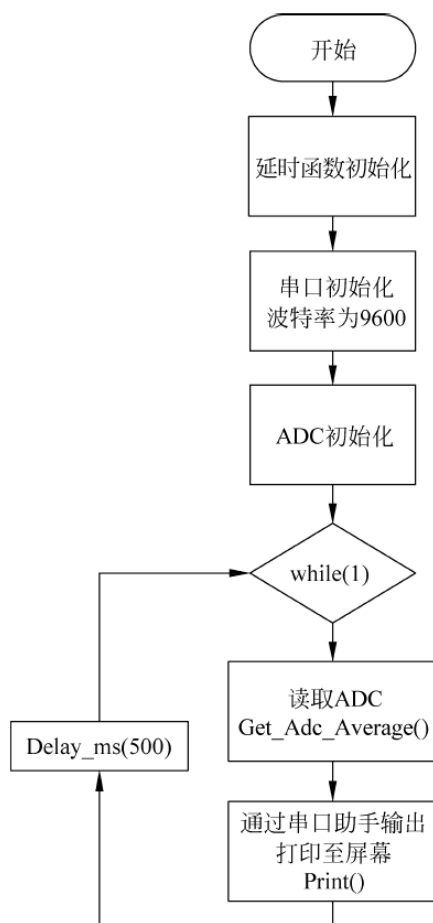 开始
延时函数初始化
串口初始化
波特率为9600
ADC初始化
while(1)
读取ADC
Get_Adc_Average()
Delay_ms(500)
通过串口助手输出
打印至屏幕
Print()